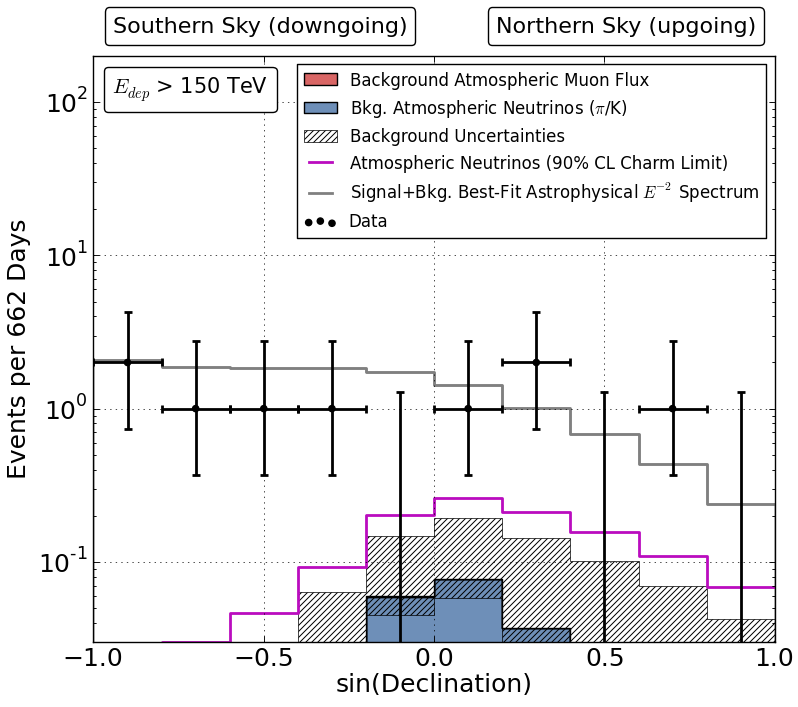 Southern Sky (downgoing) Northern Sky (upgoing)
E_dep > 150 TeV
Background Atmospheric Muon Flux
Bkg. Atmospheric Neutrinos (π/K)
Background Uncertainties
Atmospheric Neutrinos (90% CL Charm Limit)
Signal+Bkg. Best-Fit Astrophysical E^{-2} Spectrum
Data
Events per 662 Days
10^2
10^1
10^0
10^{-1}
−1.0 −0.5 0.0 0.5 1.0
sin(Declination)